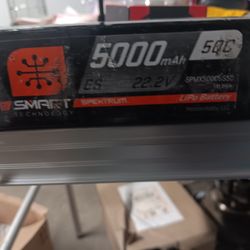 5000mAh
50C
6S 22.2V
SPMX50006S50
SMART
TECHNOLOGY
SPEKTRUM
LiPo Battery